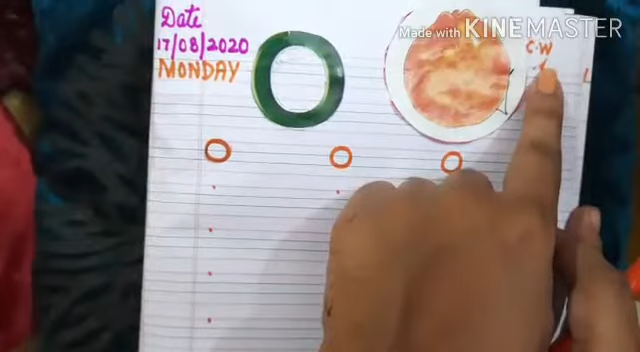 Date
17/08/2020
MONDAY
O
Made with KINEMASTER
C.W
O O O